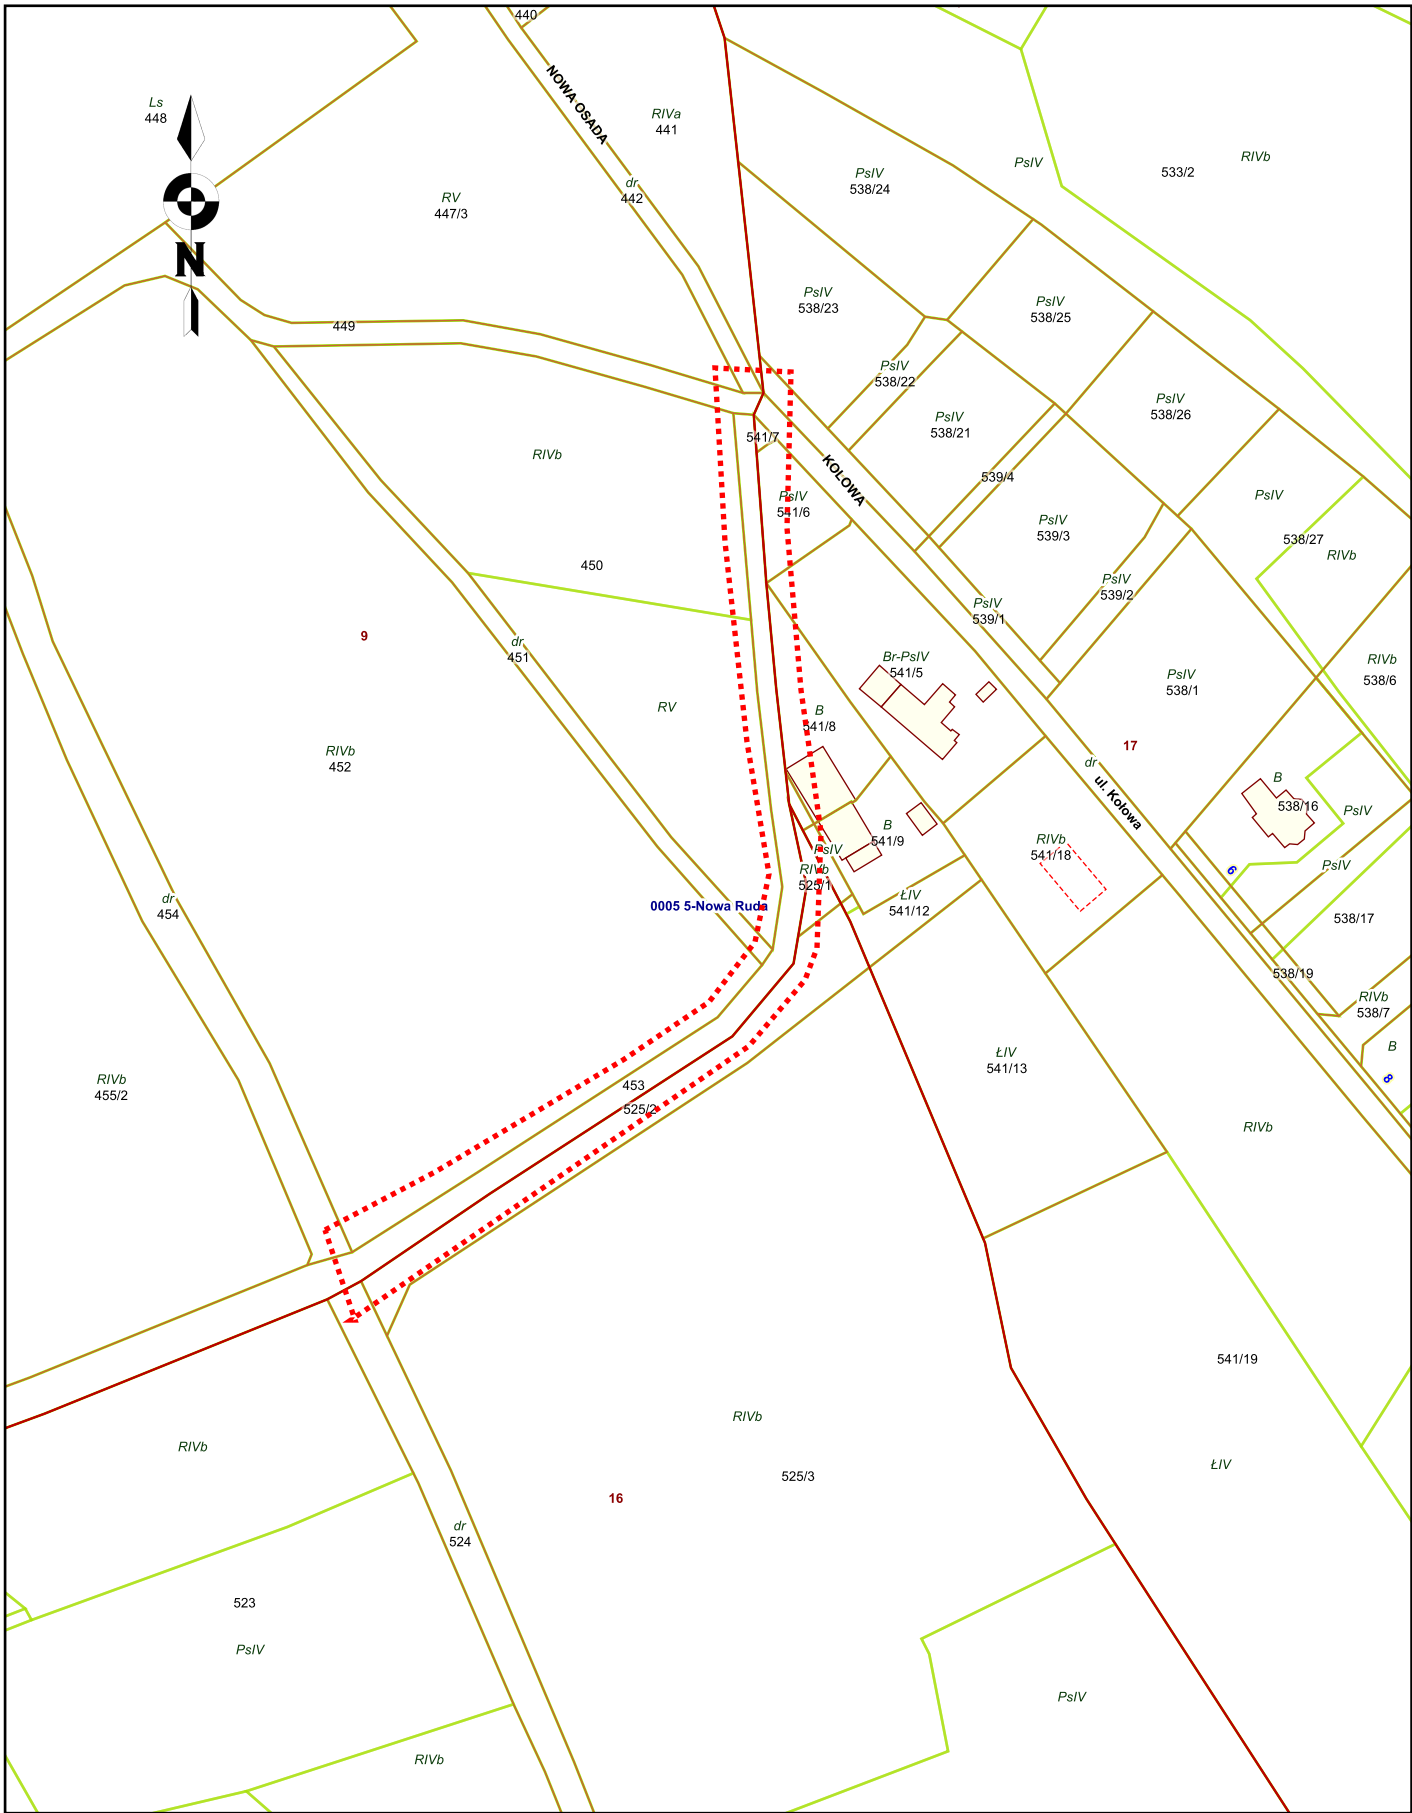 440
NOWA OSADA
Ls
448
RIVa
441
PsIV
RIVb
533/2
PsIV
538/24
dr
442
RV
447/3
N
PsIV
538/23
PsIV
538/25
449
PsIV
538/22
PsIV
538/26
PsIV
538/21
541/7
RIVb
KOLOWA
539/4
PsIV
541/6
PsIV
538/27
RIVb
PsIV
539/3
450
PsIV
539/2
PsIV
539/1
9
dr
451
Br-PsIV
541/5
RIVb
538/6
PsIV
538/1
RV
B
541/8
17
RIVb
452
dr
ul. Kołowa
B
538/16
PsIV
B
541/9
RIVb
541/18
PsIV
RIVb
525/1
PsIV
6
dr
454
0005 5-Nowa Ruda
ŁIV
541/12
538/17
538/19
RIVb
538/7
B
ŁIV
541/13
8
RIVb
455/2
453
525/2
RIVb
541/19
RIVb
RIVb
ŁIV
525/3
16
dr
524
523
PsIV
PsIV
RIVb